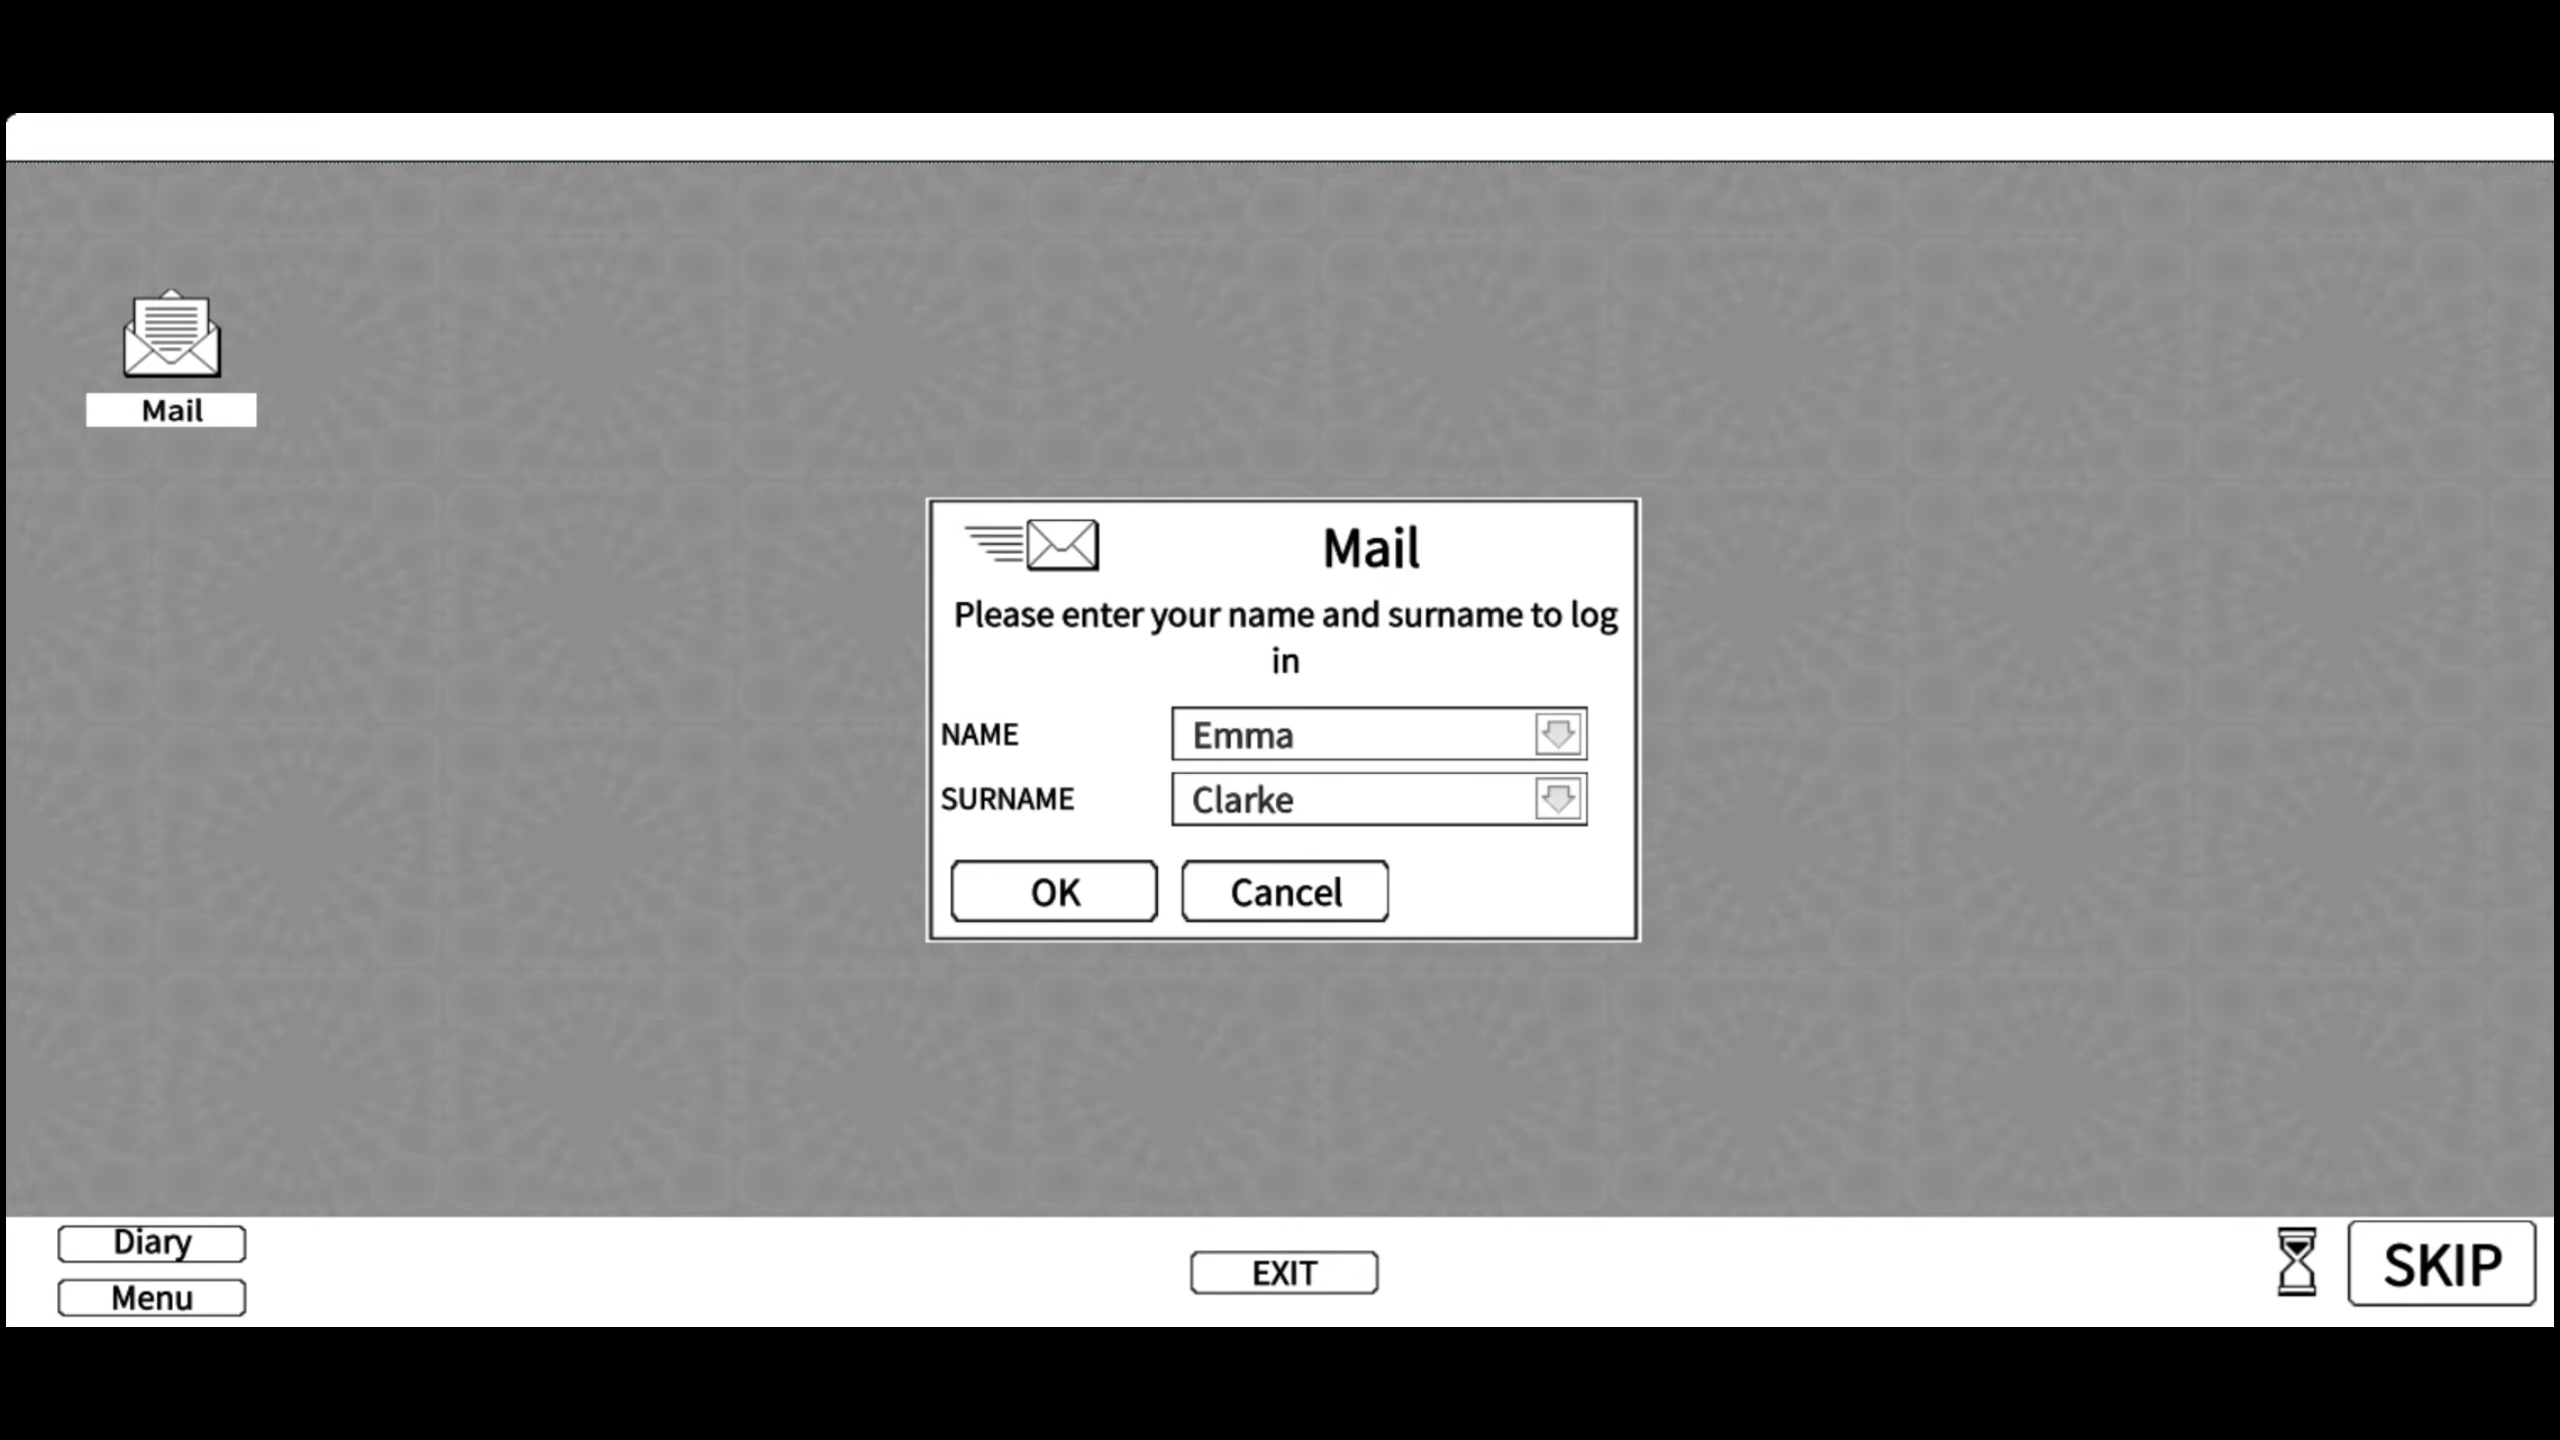 Mail
Mail
Please enter your name and surname to log
in
NAME Emma
SURNAME Clarke
OK Cancel
Diary
Menu
EXIT
SKIP